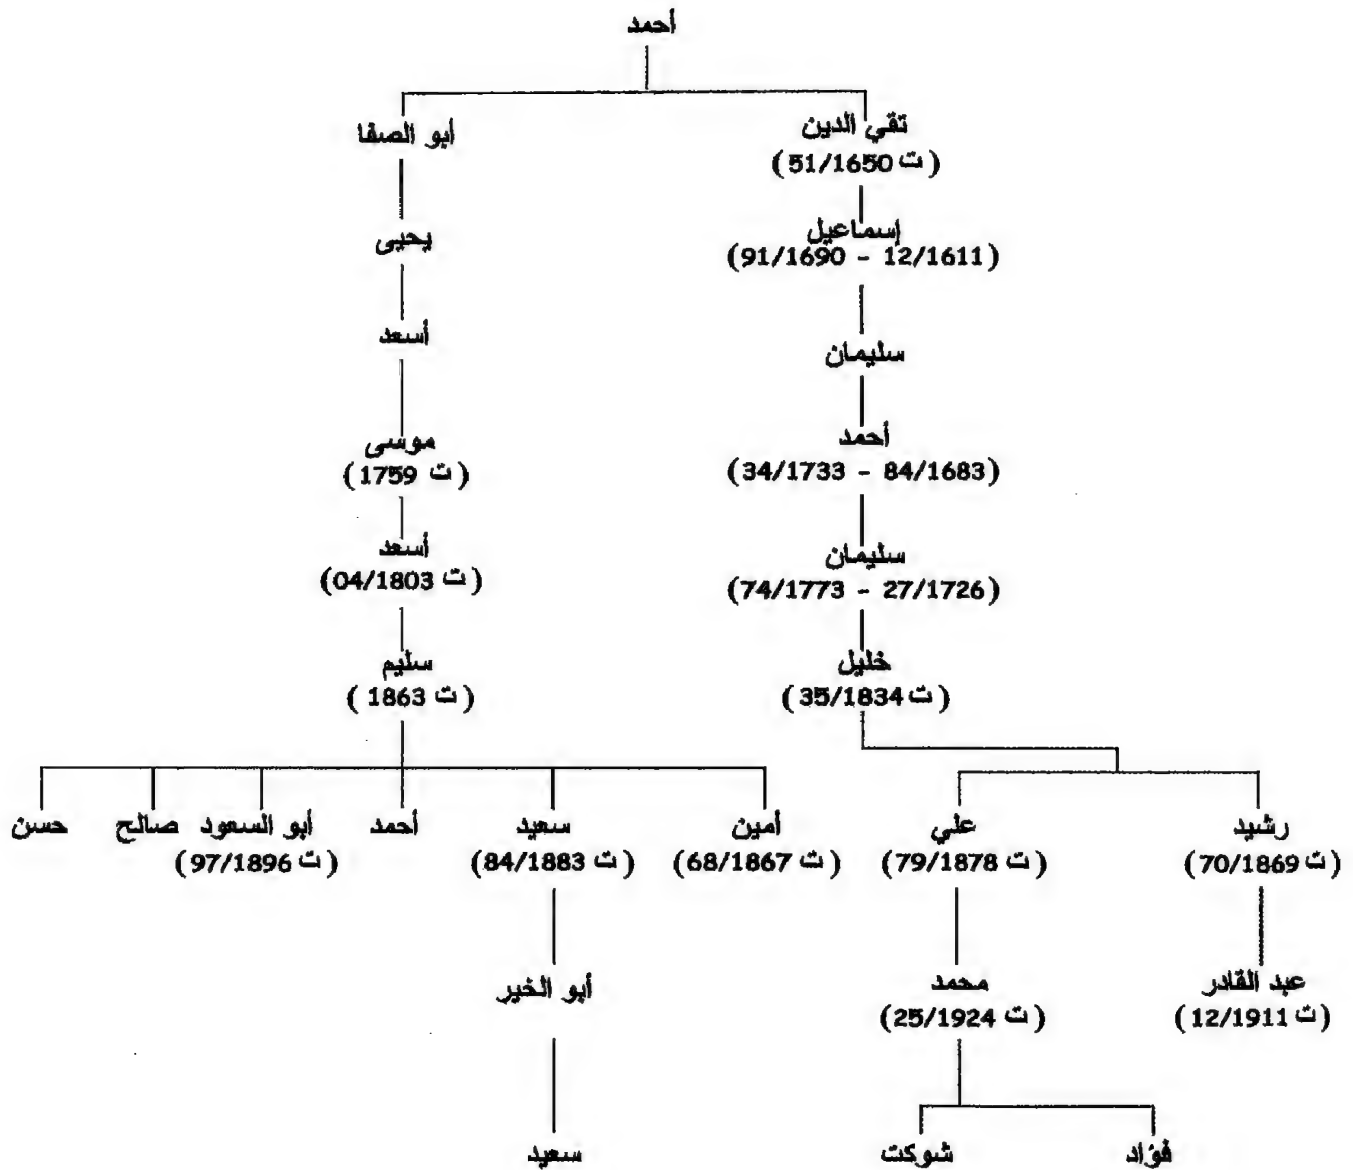 أحمد
تقي الدين أبو الصفا
(ت 51/1650)
إسماعيل يحيى
(91/1690 - 12/1611)
سليمان أسعد
أحمد موسى
(34/1733 - 84/1683) (ت 1759)
سليمان أسعد
(74/1773 - 27/1726) (ت 04/1803)
خليل سليم
(ت 35/1834) (ت 1863)
رشيد علي أمين سعيد أحمد أبو السعود صالح حسن
(ت 70/1869) (ت 79/1878) (ت 68/1867) (ت 84/1883) (ت 97/1896)
عبد القادر محمد أبو الخير
(ت 12/1911) (ت 25/1924)
فؤاد شوكت سعيد